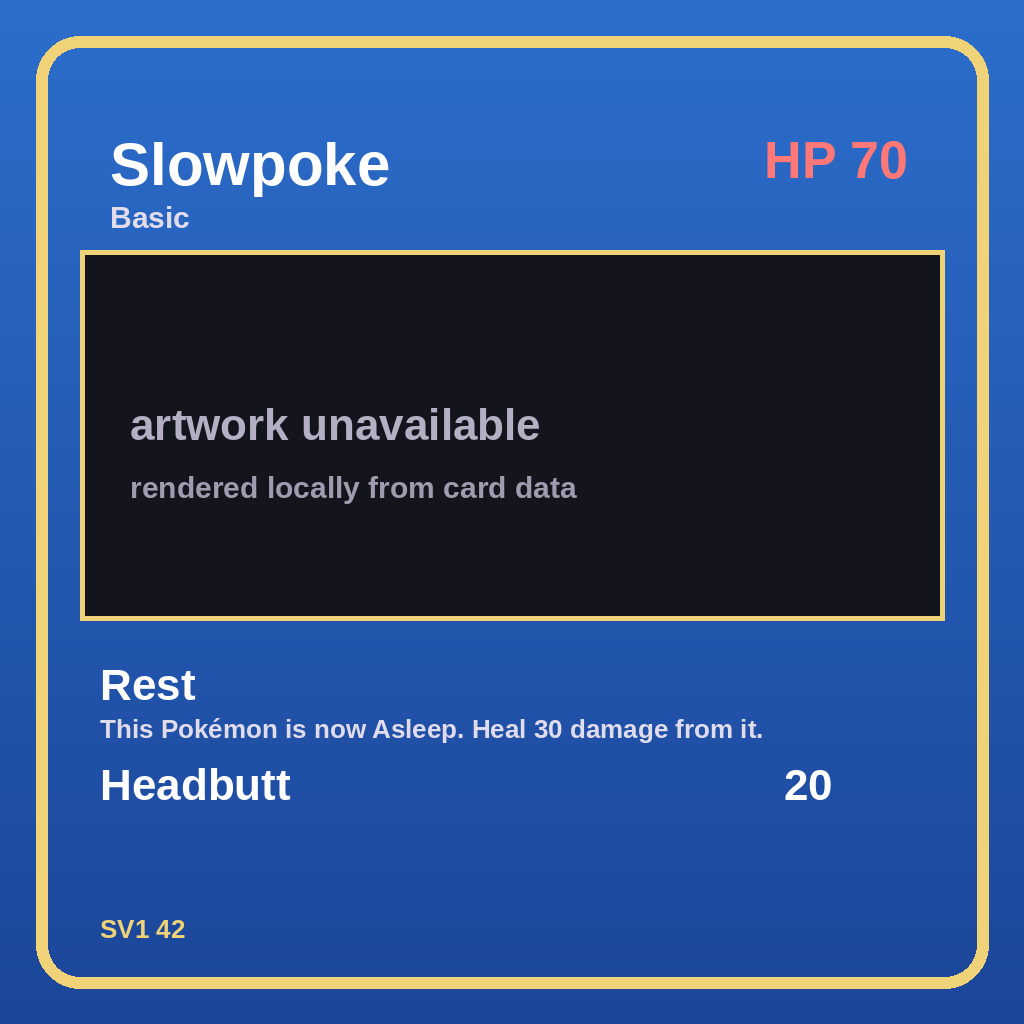 Slowpoke
HP 70
Basic
artwork unavailable
rendered locally from card data
Rest
This Pokémon is now Asleep. Heal 30 damage from it.
Headbutt 20
SV1 42